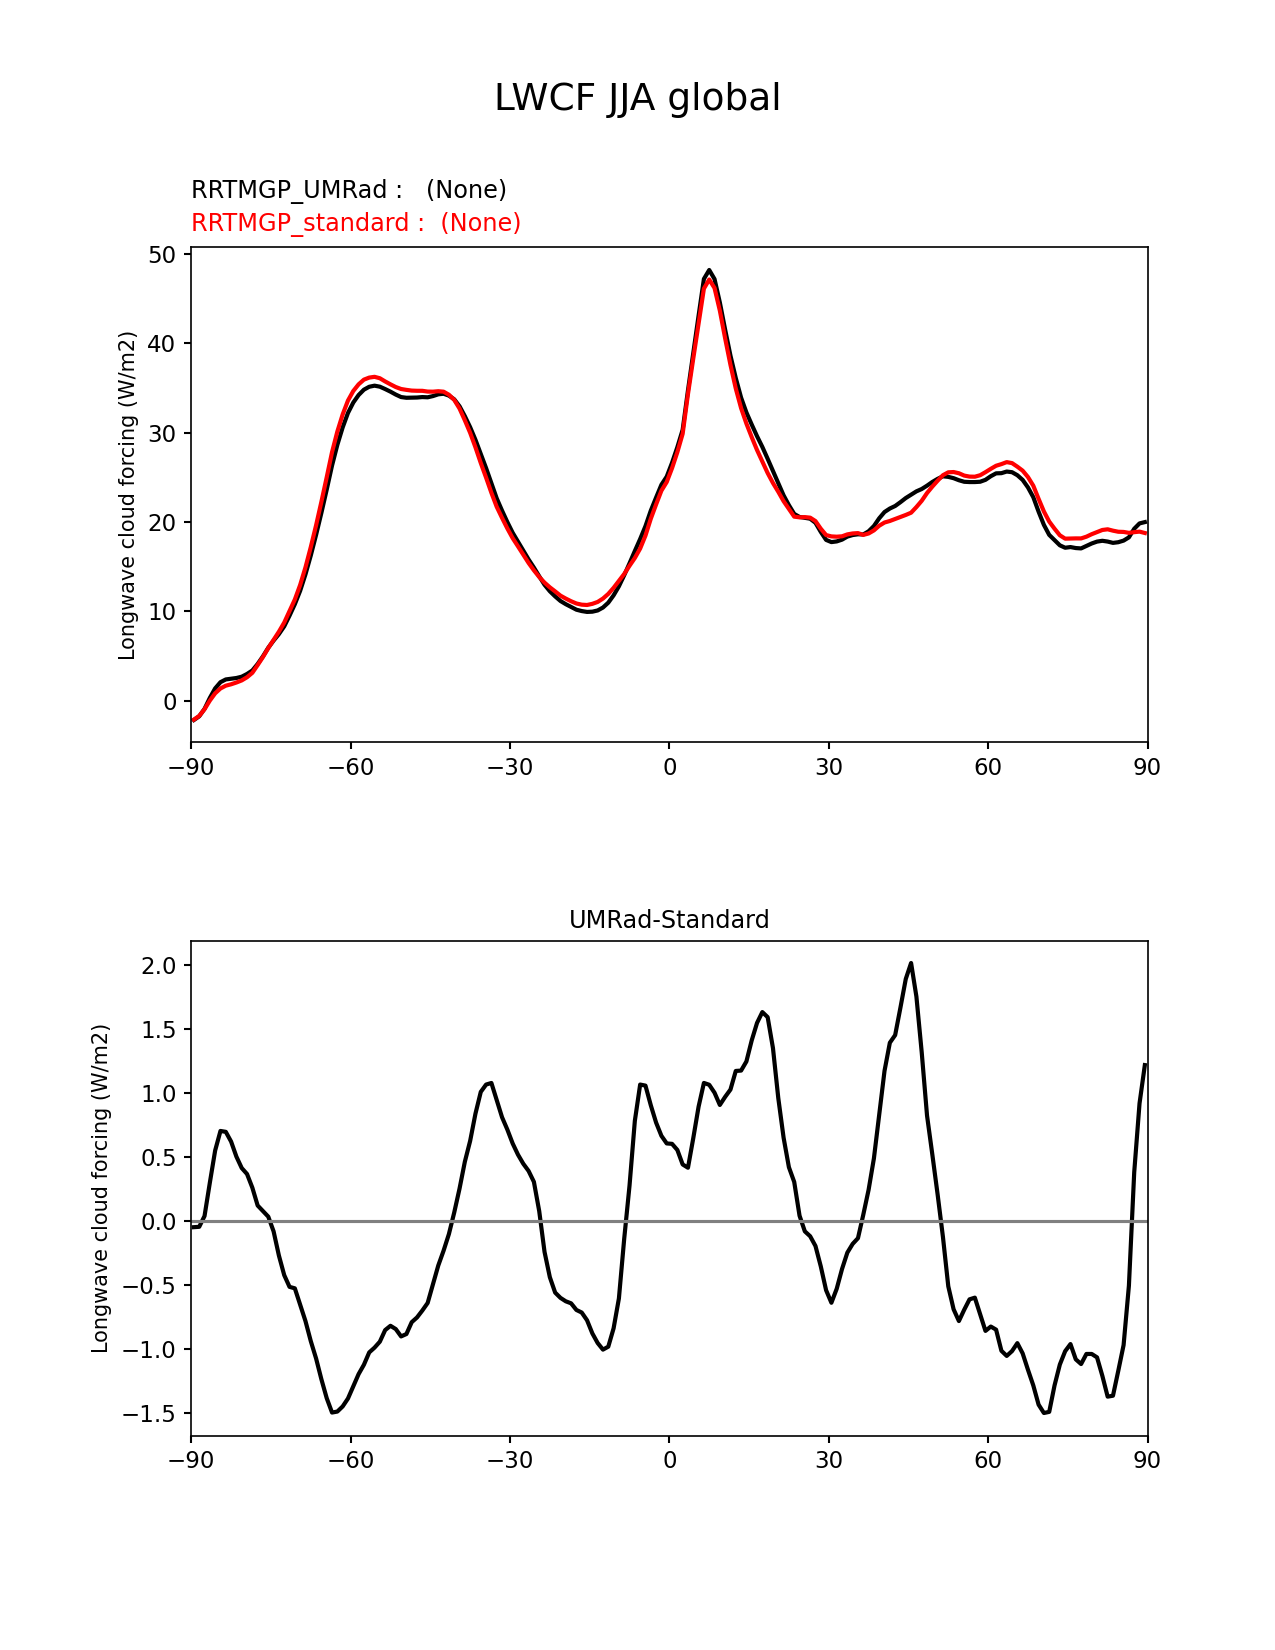 LWCF JJA global
RRTMGP_UMRad :   (None)
RRTMGP_standard :  (None)
Longwave cloud forcing (W/m2)
50
40
30
20
10
0
−90 −60 −30 0 30 60 90
UMRad-Standard
Longwave cloud forcing (W/m2)
2.0
1.5
1.0
0.5
0.0
−0.5
−1.0
−1.5
−90 −60 −30 0 30 60 90